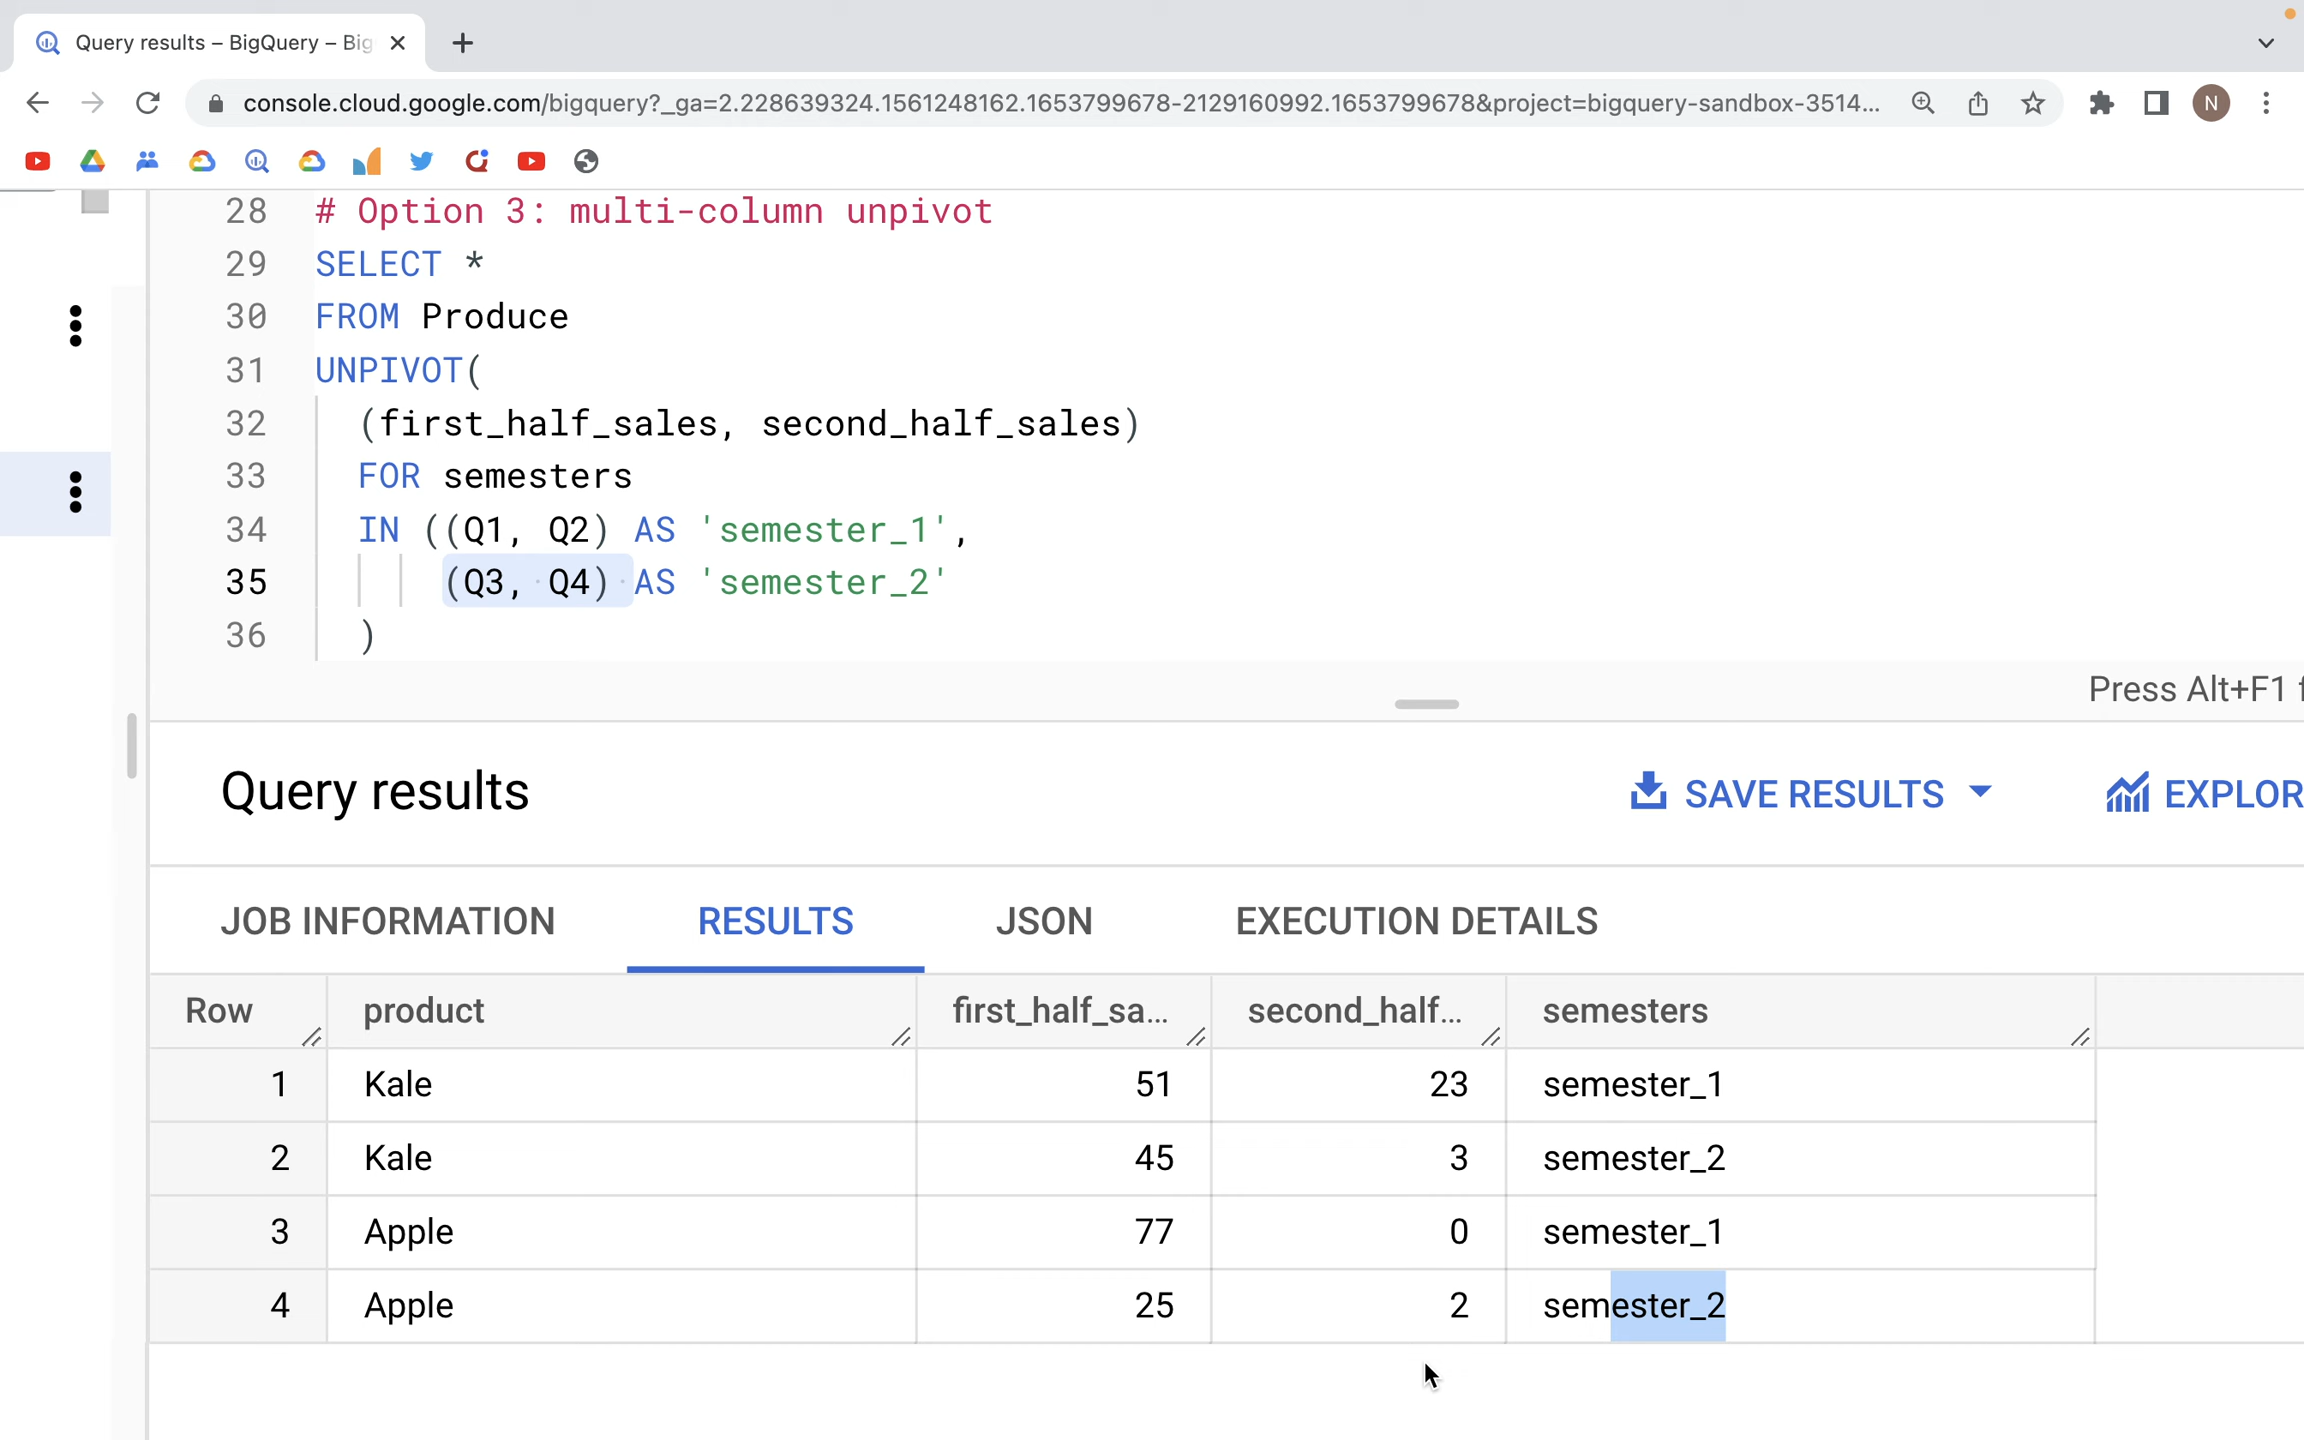 Query results – BigQuery – Big
console.cloud.google.com/bigquery?_ga=2.228639324.1561248162.1653799678-2129160992.1653799678&project=bigquery-sandbox-3514...
N
28 # Option 3: multi-column unpivot
29 SELECT *
30 FROM Produce
31 UNPIVOT(
32 (first_half_sales, second_half_sales)
33 FOR semesters
34 IN ((Q1, Q2) AS 'semester_1',
35 (Q3, Q4) AS 'semester_2'
36 )
Press Alt+F1 f
Query results
SAVE RESULTS
EXPLOR
JOB INFORMATION RESULTS JSON EXECUTION DETAILS
Row product first_half_sa... second_half... semesters
1 Kale 51 23 semester_1
2 Kale 45 3 semester_2
3 Apple 77 0 semester_1
4 Apple 25 2 semester_2